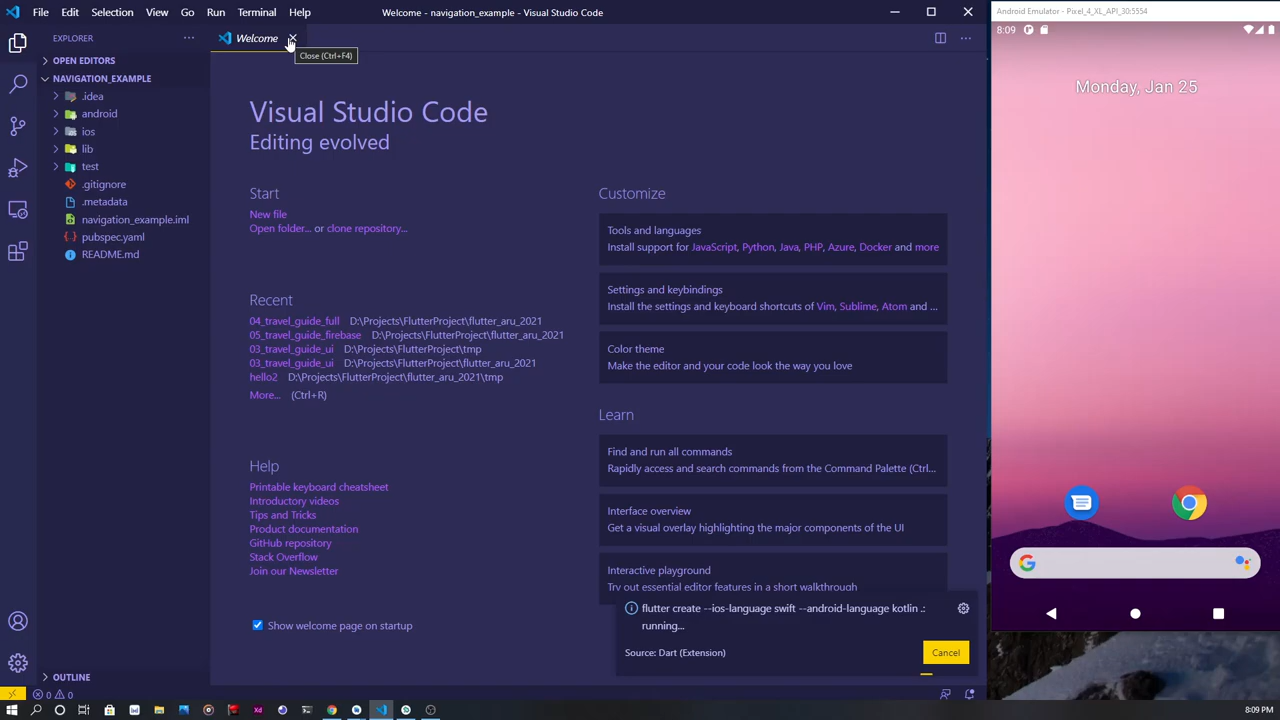 File Edit Selection View Go Run Terminal Help
Welcome - navigation_example - Visual Studio Code
Android Emulator - Pixel_4_XL_API_30:5554
EXPLORER
Welcome
Close (Ctrl+F4)
OPEN EDITORS
NAVIGATION_EXAMPLE
.idea
android
ios
lib
test
.gitignore
.metadata
navigation_example.iml
pubspec.yaml
README.md
OUTLINE
Visual Studio Code
Editing evolved
Start
New file
Open folder... or clone repository...
Recent
04_travel_guide_full D:\Projects\FlutterProject\flutter_aru_2021
05_travel_guide_firebase D:\Projects\FlutterProject\flutter_aru_2021
03_travel_guide_ui D:\Projects\FlutterProject\tmp
03_travel_guide_ui D:\Projects\FlutterProject\flutter_aru_2021
hello2 D:\Projects\FlutterProject\flutter_aru_2021\tmp
More... (Ctrl+R)
Help
Printable keyboard cheatsheet
Introductory videos
Tips and Tricks
Product documentation
GitHub repository
Stack Overflow
Join our Newsletter
Show welcome page on startup
Customize
Tools and languages
Install support for JavaScript, Python, Java, PHP, Azure, Docker and more
Settings and keybindings
Install the settings and keyboard shortcuts of Vim, Sublime, Atom and ...
Color theme
Make the editor and your code look the way you love
Learn
Find and run all commands
Rapidly access and search commands from the Command Palette (Ctrl...
Interface overview
Get a visual overlay highlighting the major components of the UI
Interactive playground
Try out essential editor features in a short walkthrough
flutter create --ios-language swift --android-language kotlin .:
running...
Source: Dart (Extension)
Cancel
8:09
Monday, Jan 25
0 0
8:09 PM